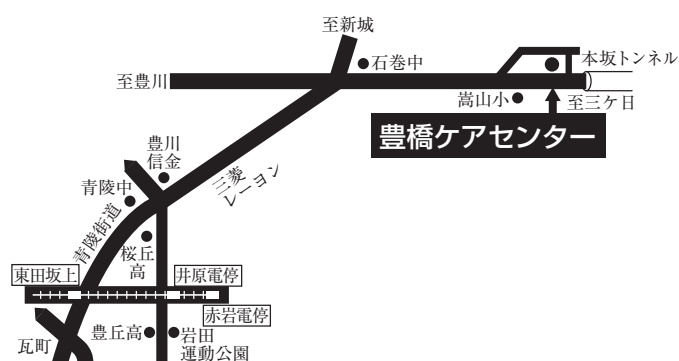 至新城
石巻中
本坂トンネル
至豊川
嵩山小
至三ケ日
豊橋ケアセンター
豊川
信金
三菱
レーヨン
青陵中
青陵街道
桜丘
高
東田坂上
井原電停
赤岩電停
瓦町
豊丘高
岩田
運動公園